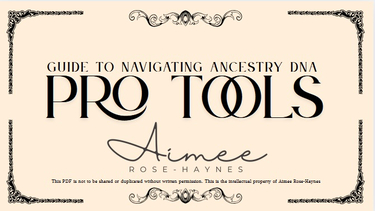 GUIDE TO NAVIGATING ANCESTRY DNA
PRO TOOLS
Aimee
ROSE-HAYNES
This PDF is not to be shared or duplicated without written permission. This is the intellectual property of Aimee Rose-Haynes